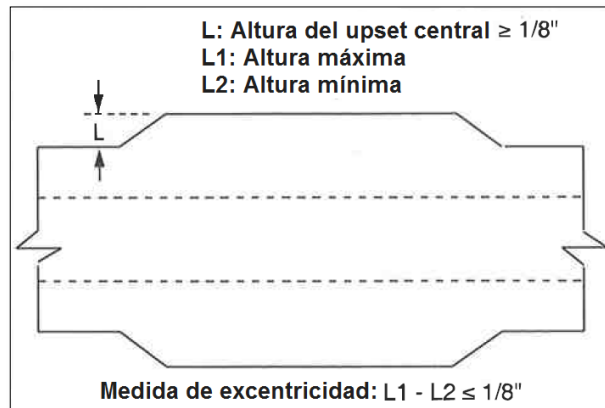 L: Altura del upset central ≥ 1/8"
L1: Altura máxima
L2: Altura mínima
L
Medida de excentricidad: L1 - L2 ≤ 1/8"